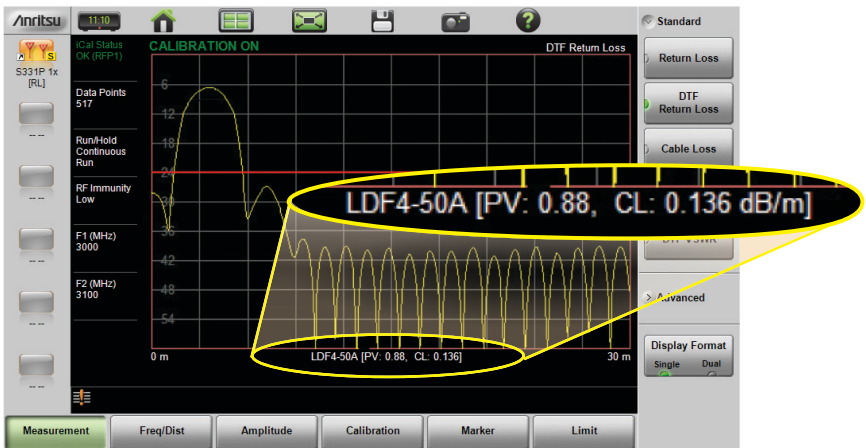 Anritsu
11:10
?
S331P 1x
[RL]
-- --
-- --
-- --
-- --
-- --
-- --
iCal Status
OK (RFP1)
Data Points
517
Run/Hold
Continuous
Run
RF Immunity
Low
F1 (MHz)
3000
F2 (MHz)
3100
CALIBRATION ON
DTF Return Loss
6
12
18
24
30
36
42
48
54
LDF4-50A [PV: 0.88, CL: 0.136 dB/m]
0 m
LDF4-50A [PV: 0.88, CL: 0.136]
30 m
Standard
Return Loss
DTF
Return Loss
Cable Loss
DTF VSWR
Advanced
Display Format
Single Dual
Measurement
Freq/Dist
Amplitude
Calibration
Marker
Limit